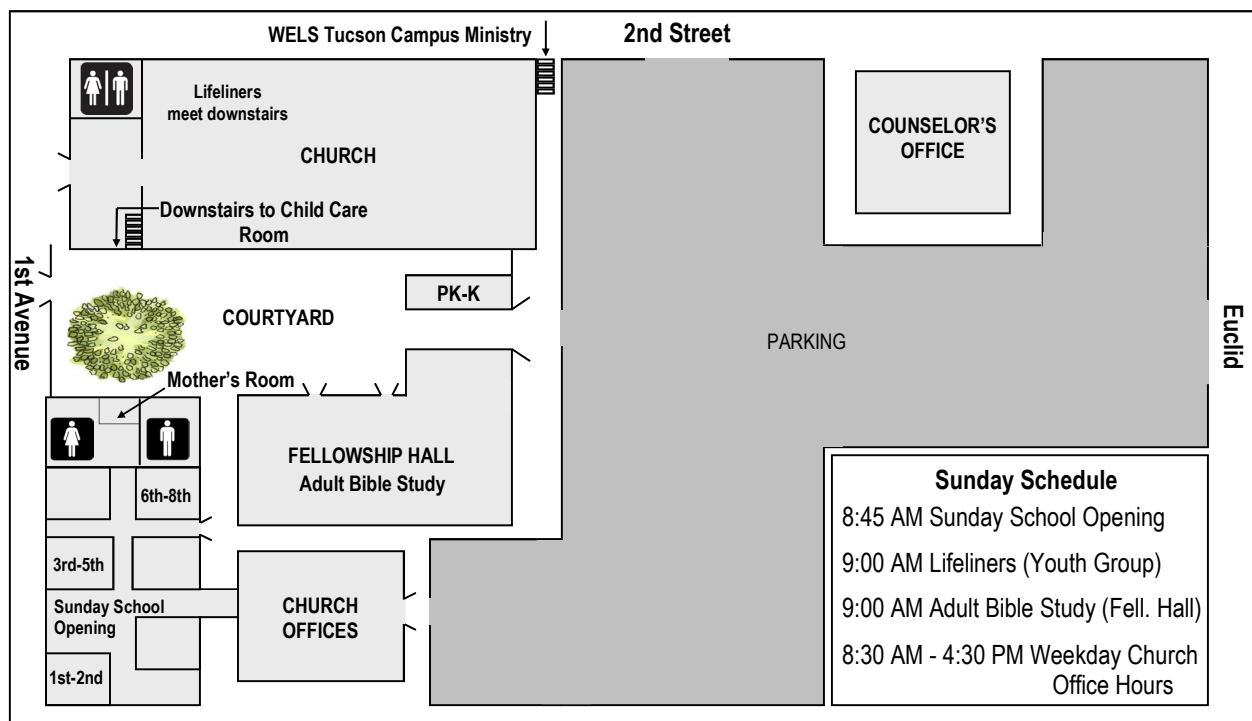 WELS Tucson Campus Ministry
2nd Street
Lifeliners
meet downstairs
CHURCH
COUNSELOR'S
OFFICE
Downstairs to Child Care
Room
1st Avenue
PK-K
COURTYARD
PARKING
Euclid
Mother's Room
FELLOWSHIP HALL
Adult Bible Study
6th-8th
3rd-5th
Sunday School
Opening
CHURCH
OFFICES
1st-2nd
Sunday Schedule
8:45 AM Sunday School Opening
9:00 AM Lifeliners (Youth Group)
9:00 AM Adult Bible Study (Fell. Hall)
8:30 AM - 4:30 PM Weekday Church
Office Hours